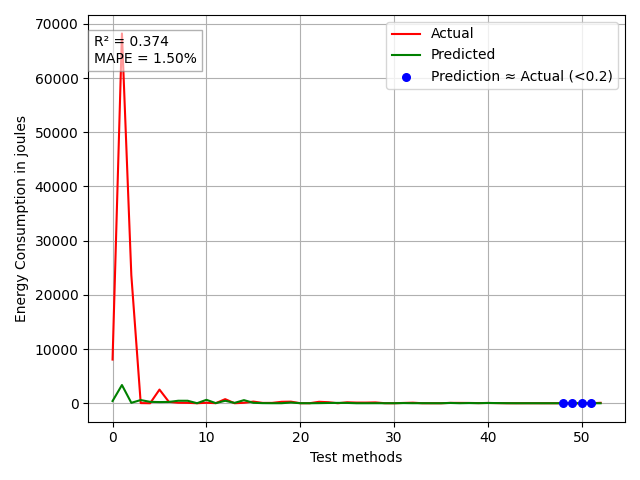 R² = 0.374
MAPE = 1.50%
Actual
Predicted
Prediction ≈ Actual (<0.2)
Energy Consumption in joules
70000
60000
50000
40000
30000
20000
10000
0
0 10 20 30 40 50
Test methods